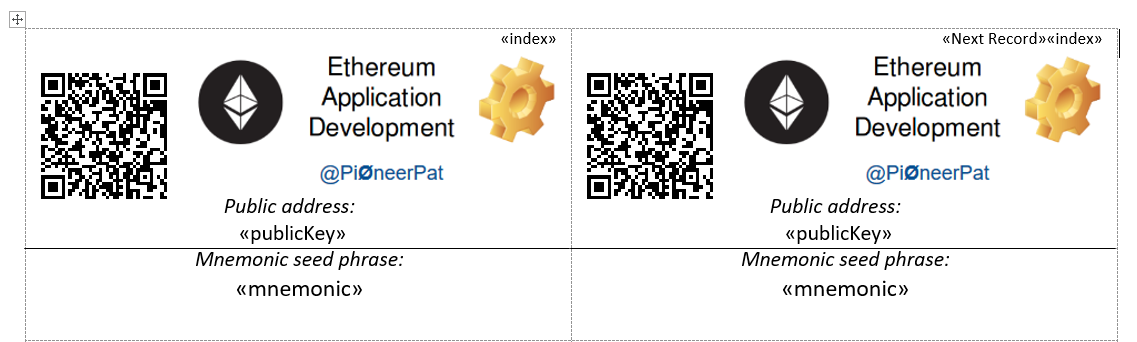 «index»
Ethereum
Application
Development
@PiØneerPat
Public address:
«publicKey»
Mnemonic seed phrase:
«mnemonic»
«Next Record»«index»
Ethereum
Application
Development
@PiØneerPat
Public address:
«publicKey»
Mnemonic seed phrase:
«mnemonic»